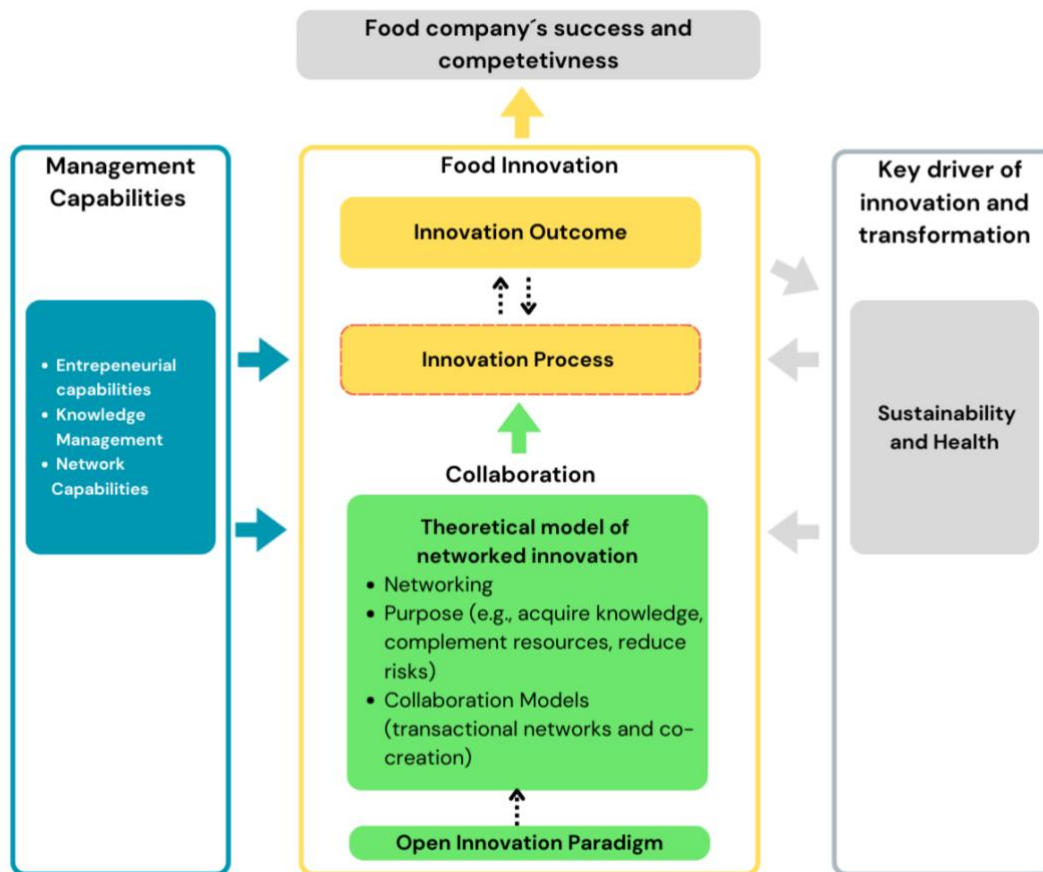 Food company´s success and
competetivness
Management
Capabilities
• Entrepeneurial
capabilities
• Knowledge
Management
• Network
Capabilities
Food Innovation
Innovation Outcome
Innovation Process
Collaboration
Theoretical model of
networked innovation
• Networking
• Purpose (e.g., acquire knowledge,
complement resources, reduce
risks)
• Collaboration Models
(transactional networks and co-
creation)
Open Innovation Paradigm
Key driver of
innovation and
transformation
Sustainability
and Health